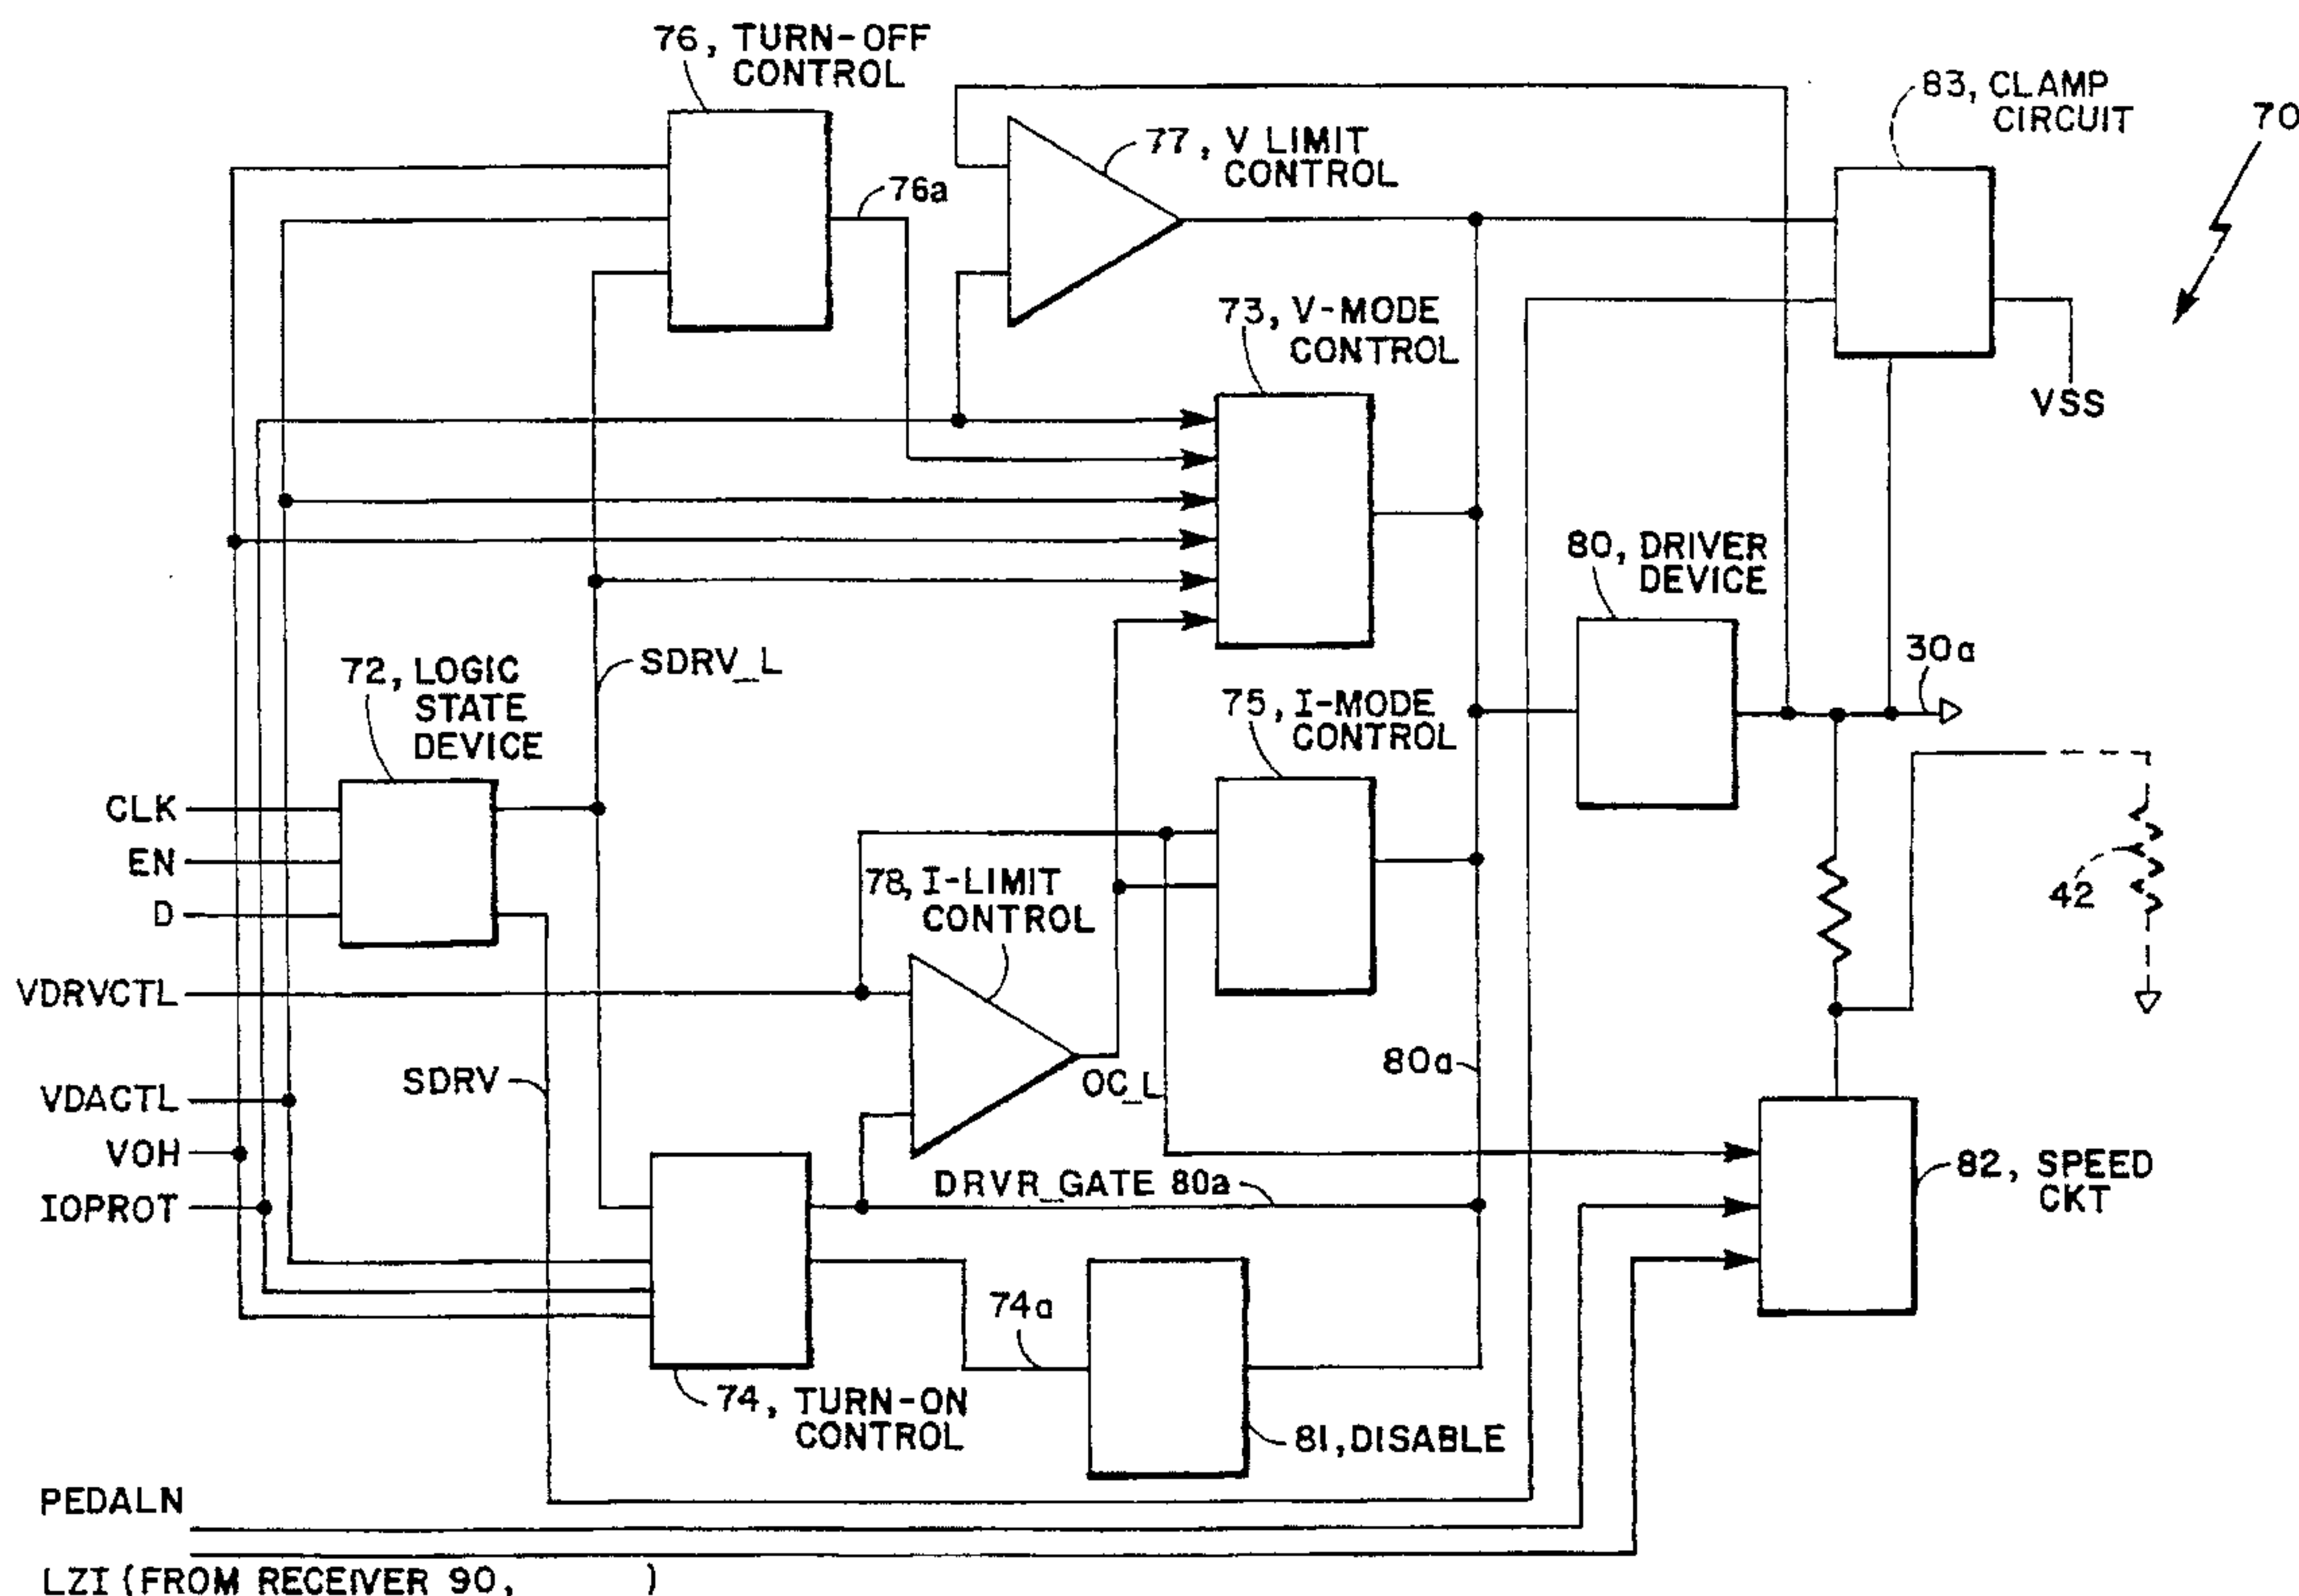 76, TURN-OFF
CONTROL
83, CLAMP
CIRCUIT
70
77, V LIMIT
CONTROL
76a
73, V-MODE
CONTROL
VSS
80, DRIVER
DEVICE
30a
SDRV_L
72, LOGIC
STATE
DEVICE
75, I-MODE
CONTROL
CLK
EN
D
78, I-LIMIT
CONTROL
42
VDRVCTL
80a
SDRV
OC_L
VDACTL
VOH
IOPROT
DRVR_GATE 80a
82, SPEED
CKT
74a
74, TURN-ON
CONTROL
81, DISABLE
PEDALN
LZI (FROM RECEIVER 90, )